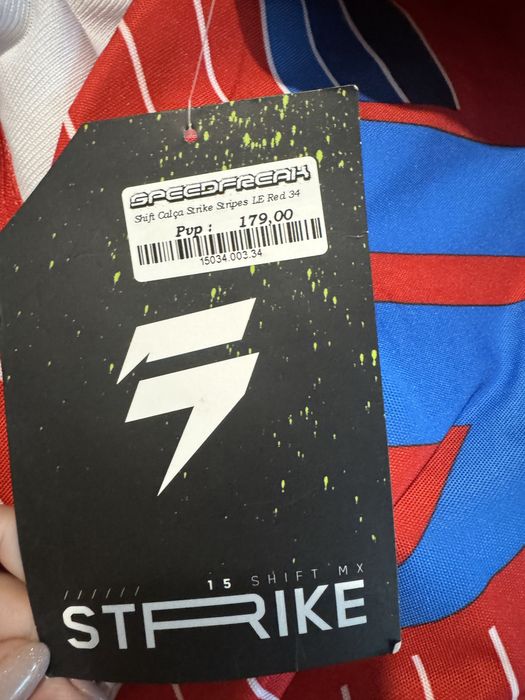 SPEEDFREAK
Shift Calça Strike Stripes LE Red 34
Pvp : 179,00
15034.003.34
////// 15 SHIFT MX
STRIKE